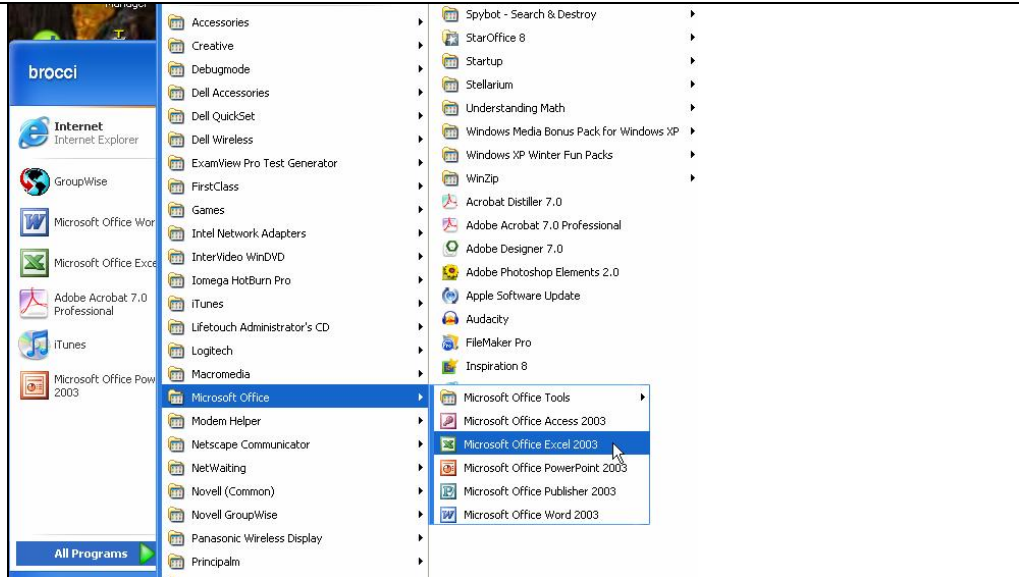 Manager
brocci
Internet
Internet Explorer
GroupWise
Microsoft Office Wor
Microsoft Office Exce
Adobe Acrobat 7.0
Professional
iTunes
Microsoft Office Pow
2003
All Programs
Accessories
Creative
Debugmode
Dell Accessories
Dell QuickSet
Dell Wireless
ExamView Pro Test Generator
FirstClass
Games
Intel Network Adapters
InterVideo WinDVD
Iomega HotBurn Pro
iTunes
Lifetouch Administrator's CD
Logitech
Macromedia
Microsoft Office
Modem Helper
Netscape Communicator
NetWaiting
Novell (Common)
Novell GroupWise
Panasonic Wireless Display
Principalm
Spybot - Search & Destroy
StarOffice 8
Startup
Stellarium
Understanding Math
Windows Media Bonus Pack for Windows XP
Windows XP Winter Fun Packs
WinZip
Acrobat Distiller 7.0
Adobe Acrobat 7.0 Professional
Adobe Designer 7.0
Adobe Photoshop Elements 2.0
Apple Software Update
Audacity
FileMaker Pro
Inspiration 8
Microsoft Office Tools
Microsoft Office Access 2003
Microsoft Office Excel 2003
Microsoft Office PowerPoint 2003
Microsoft Office Publisher 2003
Microsoft Office Word 2003